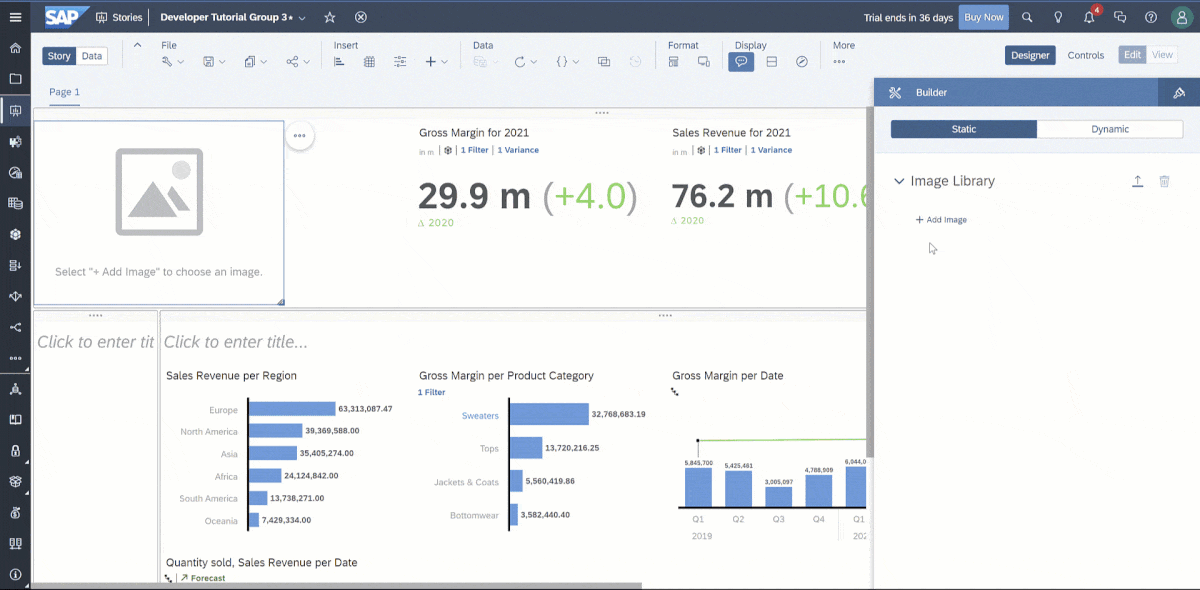 SAP Stories Developer Tutorial Group 3* Trial ends in 36 days Buy Now 4
Story Data File Insert Data Format Display More Designer Controls Edit View
Page 1
Builder
Static Dynamic
Image Library
+ Add Image
Select "+ Add Image" to choose an image.
Gross Margin for 2021
in m | 1 Filter | 1 Variance
29.9 m (+4.0)
Δ 2020
Sales Revenue for 2021
in m | 1 Filter | 1 Variance
76.2 m (+10.6
Δ 2020
Click to enter tit
Click to enter title...
Sales Revenue per Region
Europe 63,313,087.47
North America 39,369,588.00
Asia 35,405,274.00
Africa 24,124,842.00
South America 13,738,271.00
Oceania 7,429,334.00
Gross Margin per Product Category
1 Filter
Sweaters 32,768,683.19
Tops 13,720,216.25
Jackets & Coats 5,560,419.86
Bottomwear 3,582,440.40
Gross Margin per Date
5,845,700 5,425,461 3,005,097 4,788,909 6,044,0
Q1 Q2 Q3 Q4 Q1
2019 202
Quantity sold, Sales Revenue per Date
Forecast